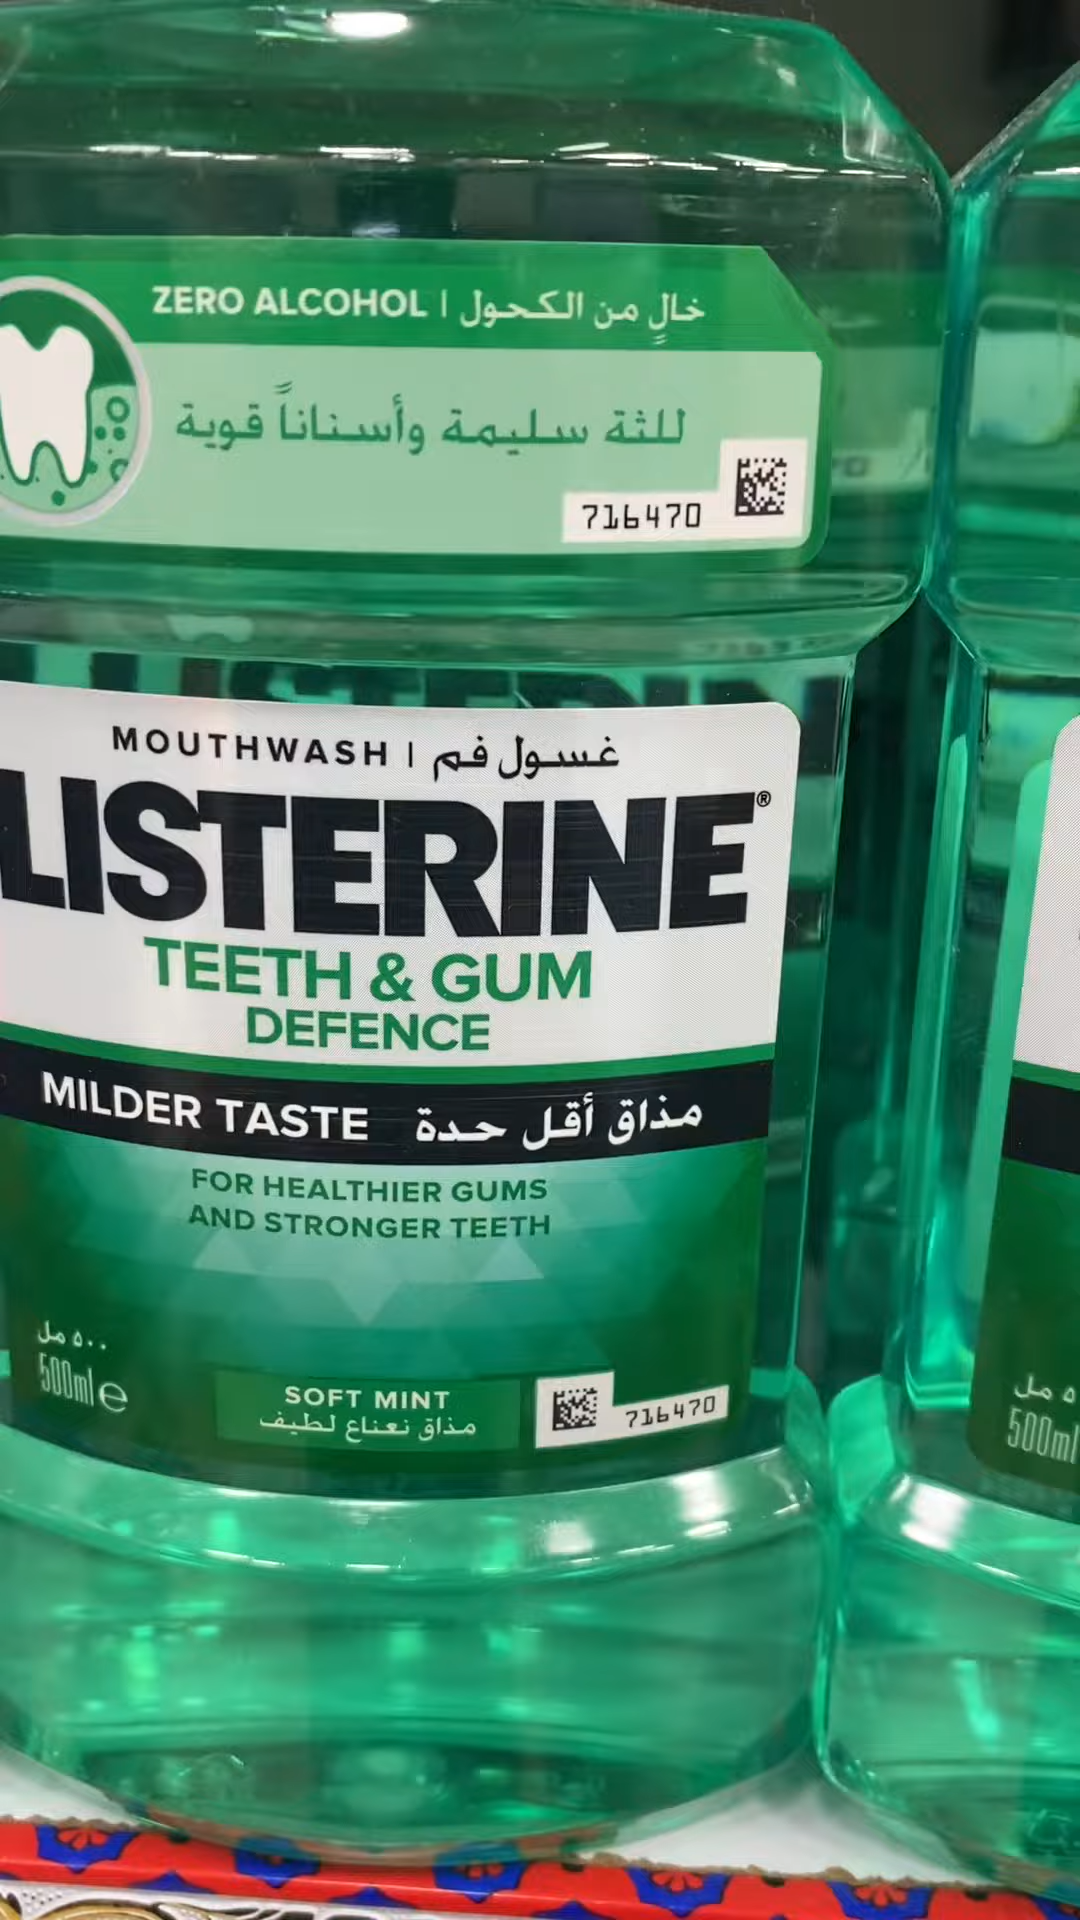 ZERO ALCOHOL | خالٍ من الكحول
للثة سليمة وأسناناً قوية
716470
MOUTHWASH | غسول فم
LISTERINE®
TEETH & GUM
DEFENCE
MILDER TASTE مذاق أقل حدة
FOR HEALTHIER GUMS
AND STRONGER TEETH
٥٠٠ مل
500ml e
SOFT MINT
مذاق نعناع لطيف
716470
مل
500ml